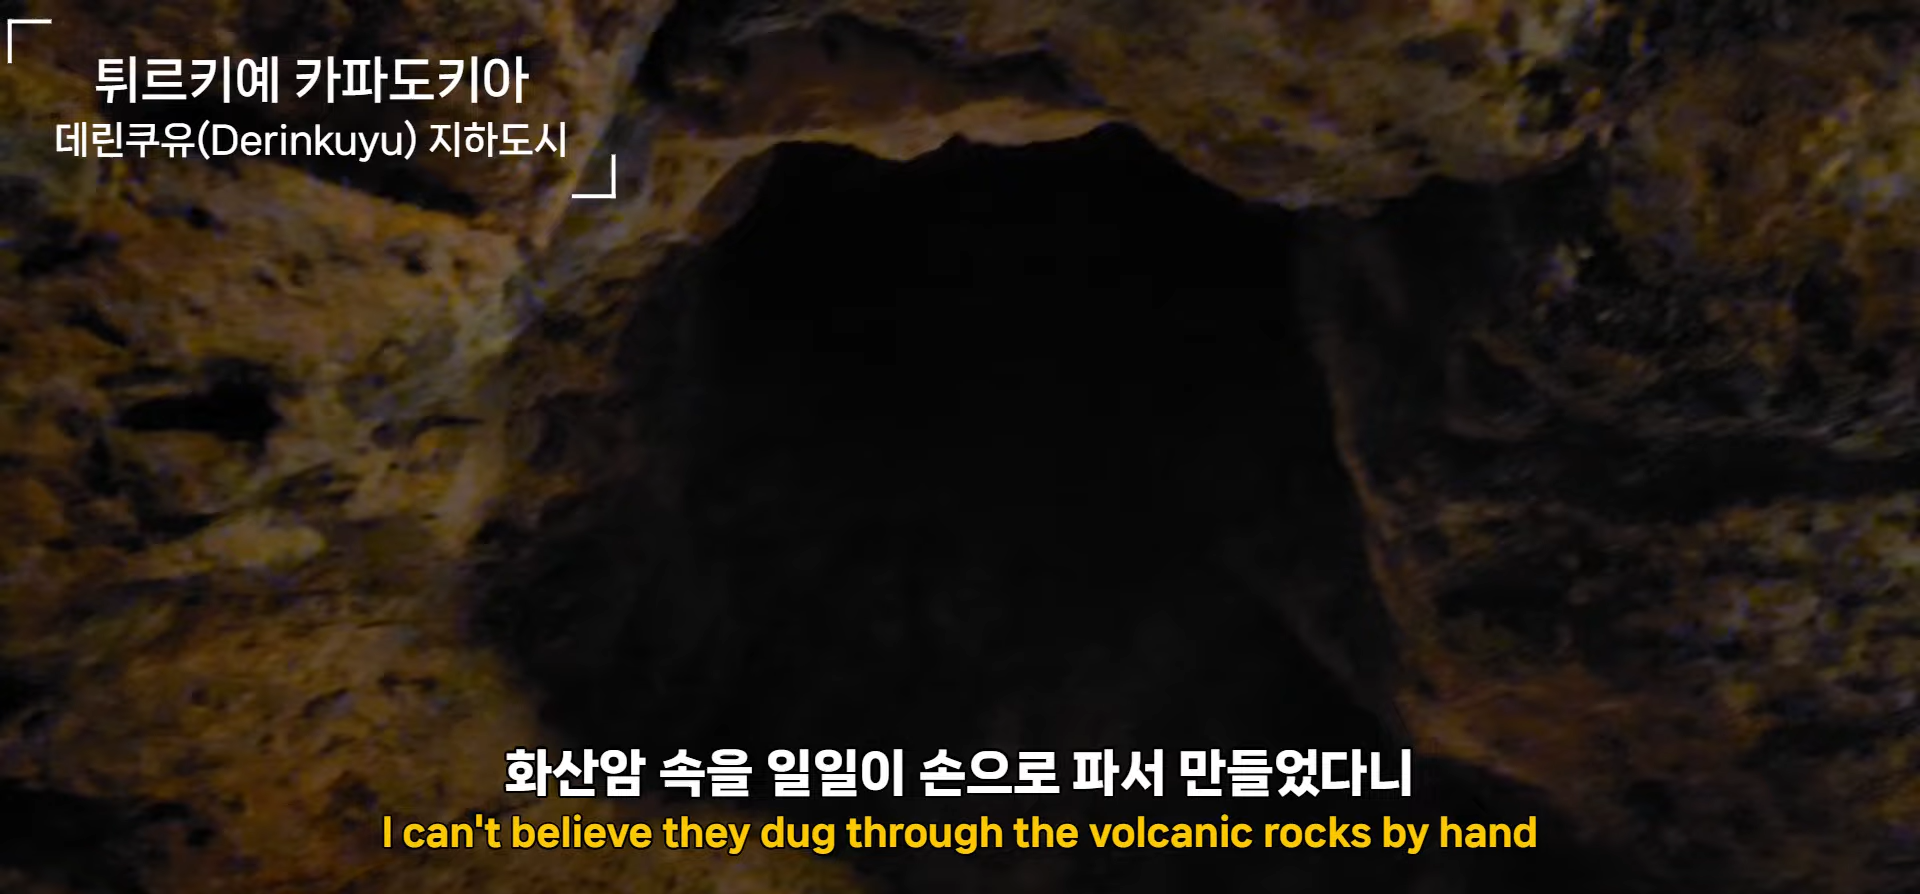 튀르키예 카파도키아
데린쿠유(Derinkuyu) 지하도시
화산암 속을 일일이 손으로 파서 만들었다니
I can't believe they dug through the volcanic rocks by hand